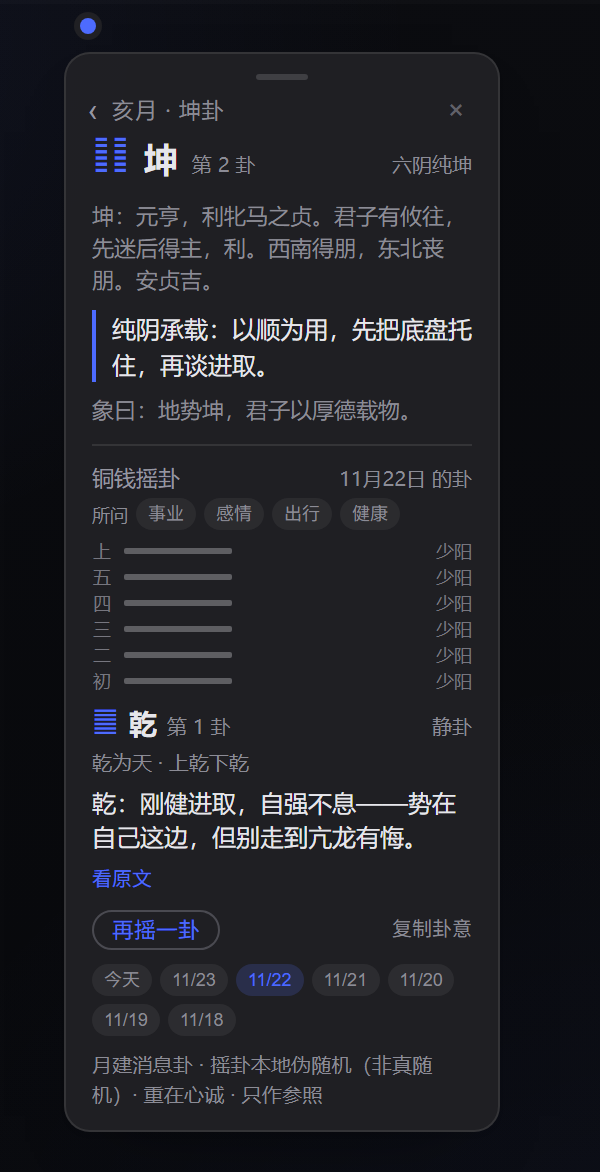 ‹ 亥月 · 坤卦 ×
䷁ 坤 第 2 卦 六阴纯坤
坤：元亨，利牝马之贞。君子有攸往，
先迷后得主，利。西南得朋，东北丧
朋。安贞吉。
纯阴承载：以顺为用，先把底盘托
住，再谈进取。
象曰：地势坤，君子以厚德载物。
铜钱摇卦 11月22日 的卦
所问 事业 感情 出行 健康
上 少阳
五 少阳
四 少阳
三 少阳
二 少阳
初 少阳
䷀ 乾 第 1 卦 静卦
乾为天 · 上乾下乾
乾：刚健进取，自强不息——势在
自己这边，但别走到亢龙有悔。
看原文
再摇一卦 复制卦意
今天 11/23 11/22 11/21 11/20
11/19 11/18
月建消息卦 · 摇卦本地伪随机（非真随
机）· 重在心诚 · 只作参照